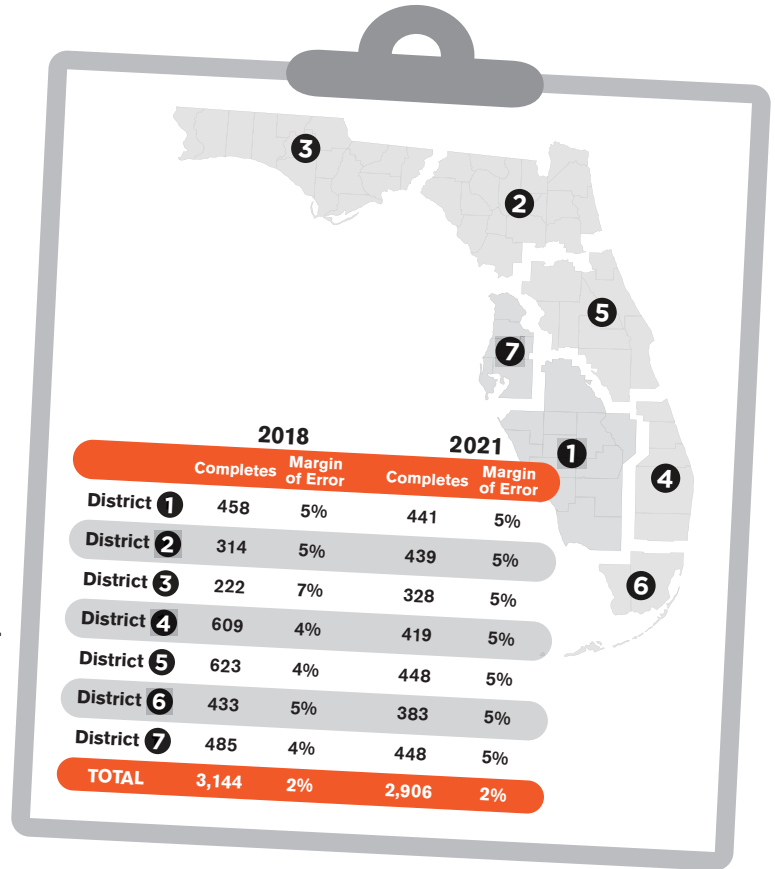 3
2
5
7
1
4
6
2018 2021
Completes Margin of Error Completes Margin of Error
District 1 458 5% 441 5%
District 2 314 5% 439 5%
District 3 222 7% 328 5%
District 4 609 4% 419 5%
District 5 623 4% 448 5%
District 6 433 5% 383 5%
District 7 485 4% 448 5%
TOTAL 3,144 2% 2,906 2%